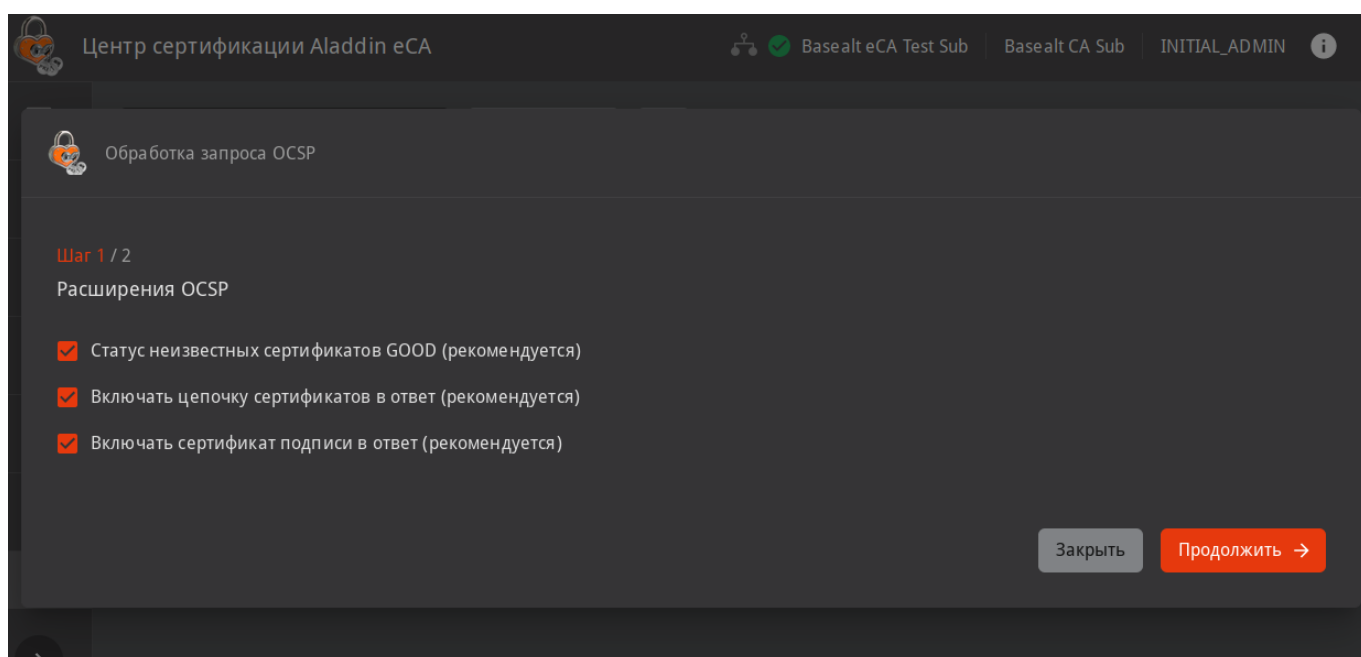 Центр сертификации Aladdin eCA
Basealt eCA Test Sub
Basealt CA Sub
INITIAL_ADMIN
Обработка запроса OCSP
Шаг 1 / 2
Расширения OCSP
Статус неизвестных сертификатов GOOD (рекомендуется)
Включать цепочку сертификатов в ответ (рекомендуется)
Включать сертификат подписи в ответ (рекомендуется)
Закрыть
Продолжить →